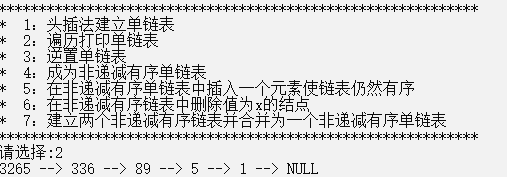 ************************************************************
*  1：头插法建立单链表
*  2：遍历打印单链表
*  3：逆置单链表
*  4：成为非递减有序单链表
*  5：在非递减有序单链表中插入一个元素使链表仍然有序
*  6：在非递减有序链表中删除值为x的结点
*  7：建立两个非递减有序链表并合并为一个非递减有序单链表
************************************************************
请选择:2
3265 --> 336 --> 89 --> 5 --> 1 --> NULL